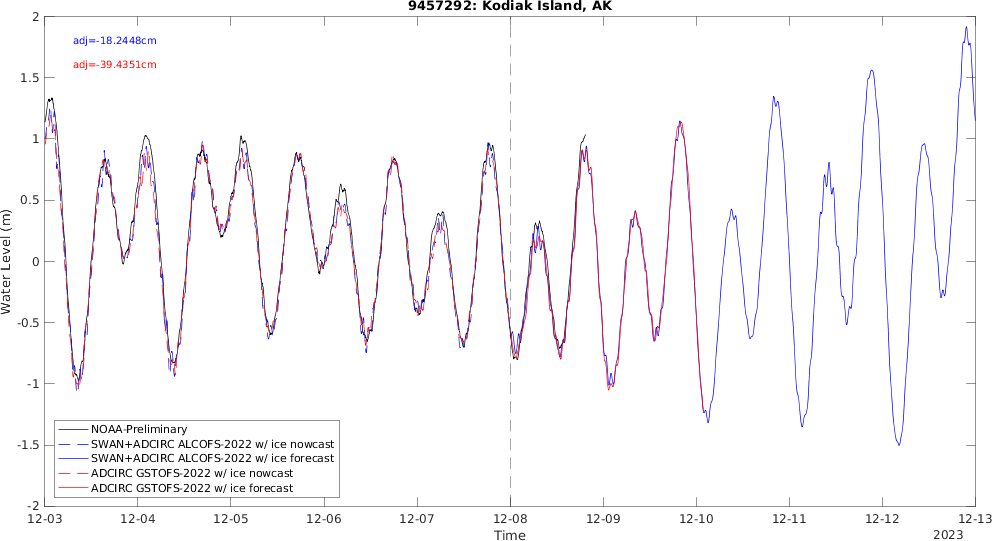 9457292: Kodiak Island, AK
adj=-18.2448cm
adj=-39.4351cm
Water Level (m)
2
1.5
1
0.5
0
-0.5
-1
-1.5
-2
NOAA-Preliminary
SWAN+ADCIRC ALCOFS-2022 w/ ice nowcast
SWAN+ADCIRC ALCOFS-2022 w/ ice forecast
ADCIRC GSTOFS-2022 w/ ice nowcast
ADCIRC GSTOFS-2022 w/ ice forecast
12-03 12-04 12-05 12-06 12-07 12-08 12-09 12-10 12-11 12-12 12-13
Time
2023